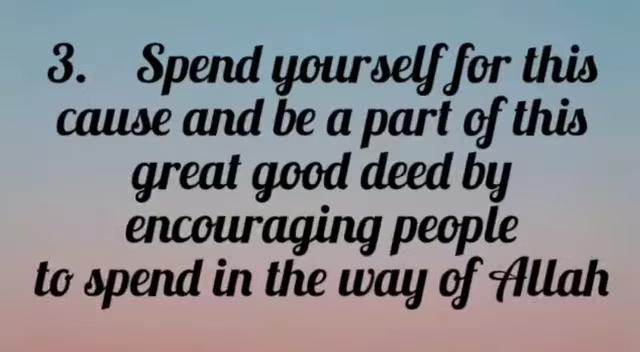 3. Spend yourself for this
cause and be a part of this
great good deed by
encouraging people
to spend in the way of Allah